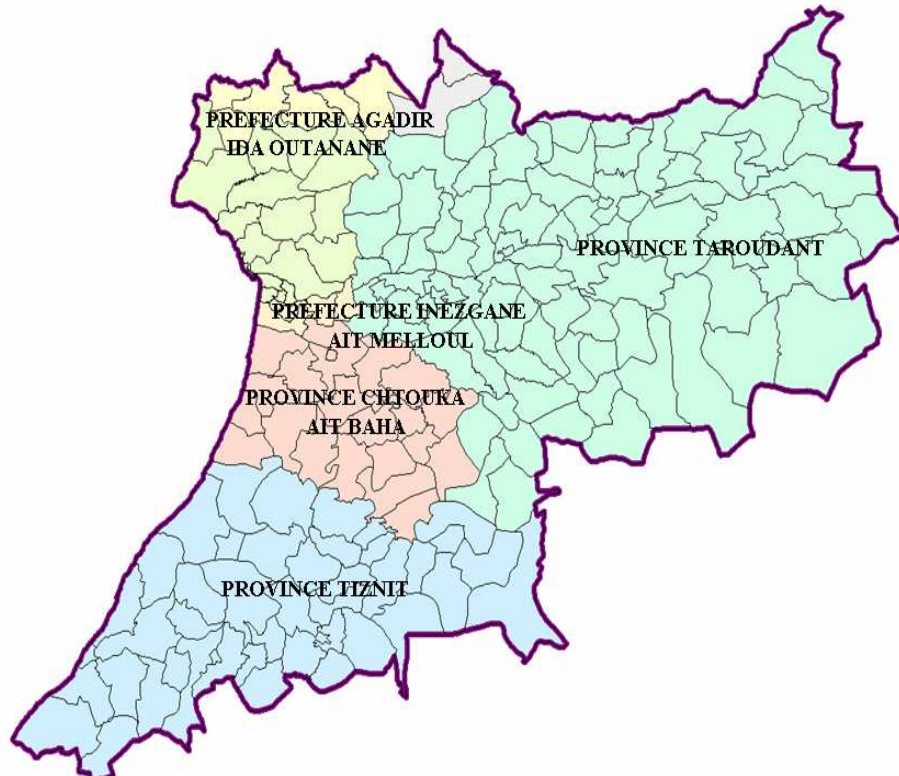 PREFECTURE AGADIR
IDA OUTANANE
PROVINCE TAROUDANT
PREFECTURE INEZGANE
AIT MELLOUL
PROVINCE CHTOUKA
AIT BAHA
PROVINCE TIZNIT